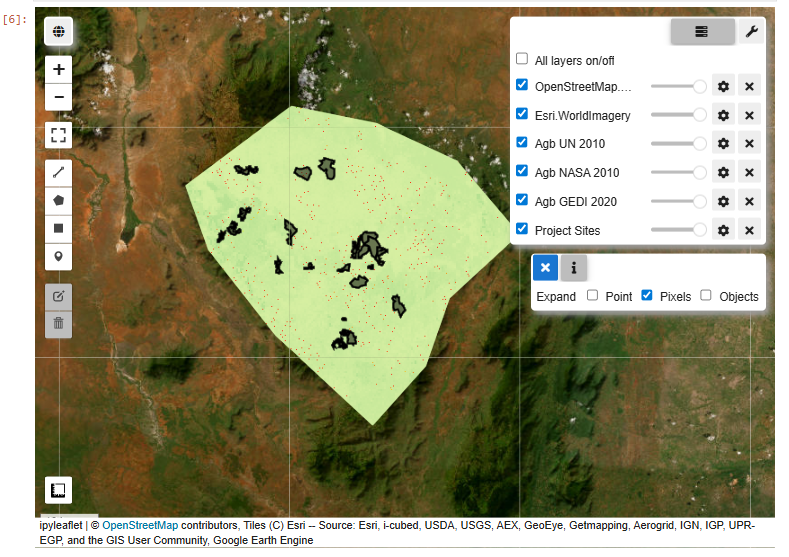 [6]:
All layers on/off
OpenStreetMap....
Esri.WorldImagery
Agb UN 2010
Agb NASA 2010
Agb GEDI 2020
Project Sites
Expand Point Pixels Objects
ipyleaflet | © OpenStreetMap contributors, Tiles (C) Esri -- Source: Esri, i-cubed, USDA, USGS, AEX, GeoEye, Getmapping, Aerogrid, IGN, IGP, UPR-
EGP, and the GIS User Community, Google Earth Engine